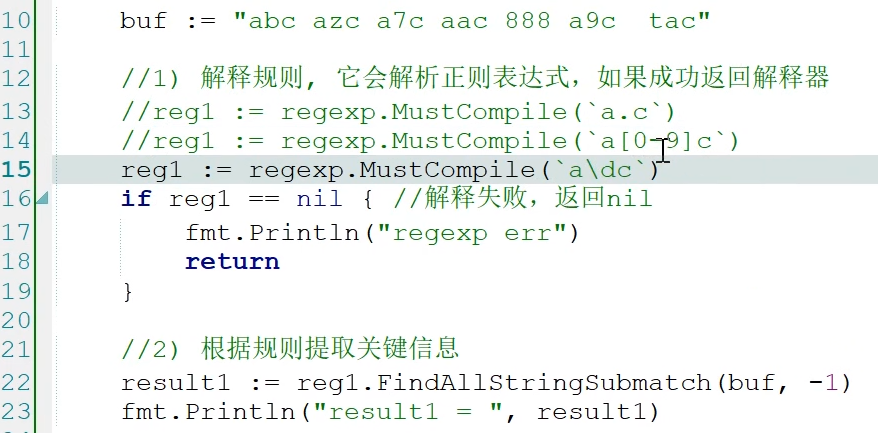 10 buf := "abc azc a7c aac 888 a9c  tac"
11
12 //1) 解释规则, 它会解析正则表达式，如果成功返回解释器
13 //reg1 := regexp.MustCompile(`a.c`)
14 //reg1 := regexp.MustCompile(`a[0-9]c`)
15 reg1 := regexp.MustCompile(`a\dc`)
16 if reg1 == nil { //解释失败，返回nil
17 fmt.Println("regexp err")
18 return
19 }
20
21 //2) 根据规则提取关键信息
22 result1 := reg1.FindAllStringSubmatch(buf, -1)
23 fmt.Println("result1 = ", result1)